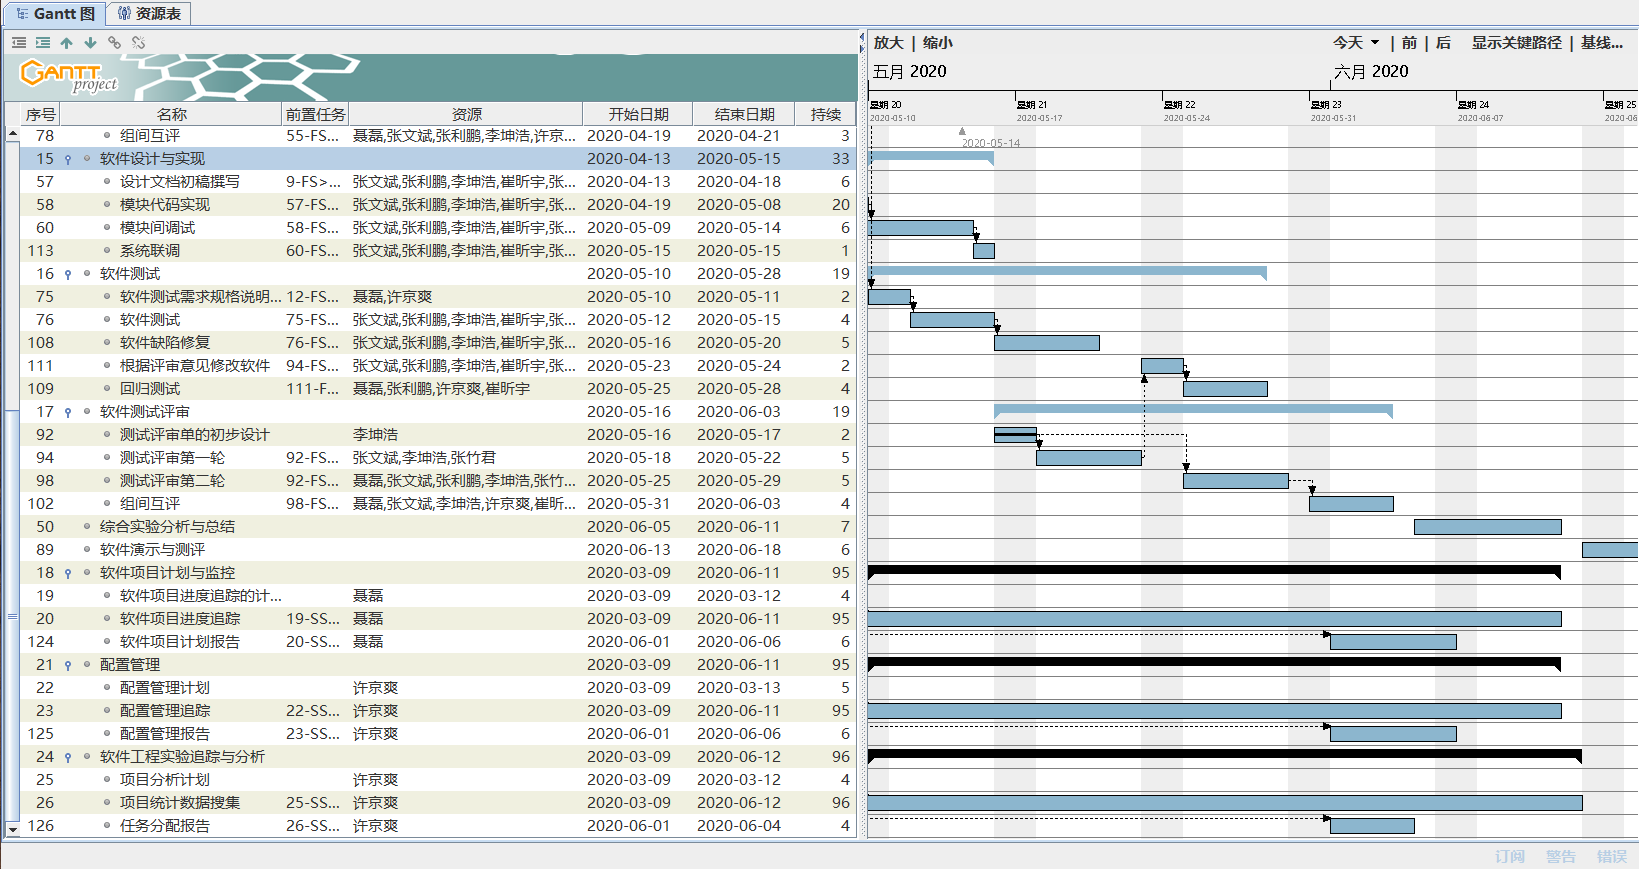 Gantt 图 资源表
放大 | 缩小 今天 | 前 | 后 显示关键路径 | 基线...
GANTT project
五月 2020 六月 2020
序号 名称 前置任务 资源 开始日期 结束日期 持续
星期 20 星期 21 星期 22 星期 23 星期 24 星期 25
2020-05-10 2020-05-17 2020-05-24 2020-05-31 2020-06-07 2020-06
78 组间互评 55-FS... 聂磊,张文斌,张利鹏,李坤浩,许京... 2020-04-19 2020-04-21 3
2020-05-14
15 软件设计与实现 2020-04-13 2020-05-15 33
57 设计文档初稿撰写 9-FS>... 张文斌,张利鹏,李坤浩,崔昕宇,张... 2020-04-13 2020-04-18 6
58 模块代码实现 57-FS... 张文斌,张利鹏,李坤浩,崔昕宇,张... 2020-04-19 2020-05-08 20
60 模块间调试 58-FS... 张文斌,张利鹏,李坤浩,崔昕宇,张... 2020-05-09 2020-05-14 6
113 系统联调 60-FS... 张文斌,张利鹏,李坤浩,崔昕宇,张... 2020-05-15 2020-05-15 1
16 软件测试 2020-05-10 2020-05-28 19
75 软件测试需求规格说明... 12-FS... 聂磊,许京爽 2020-05-10 2020-05-11 2
76 软件测试 75-FS... 张文斌,张利鹏,李坤浩,崔昕宇,张... 2020-05-12 2020-05-15 4
108 软件缺陷修复 76-FS... 张文斌,张利鹏,李坤浩,崔昕宇,张... 2020-05-16 2020-05-20 5
111 根据评审意见修改软件 94-FS... 张文斌,张利鹏,李坤浩,崔昕宇,张... 2020-05-23 2020-05-24 2
109 回归测试 111-F... 聂磊,张利鹏,许京爽,崔昕宇 2020-05-25 2020-05-28 4
17 软件测试评审 2020-05-16 2020-06-03 19
92 测试评审单的初步设计 李坤浩 2020-05-16 2020-05-17 2
94 测试评审第一轮 92-FS... 张文斌,李坤浩,张竹君 2020-05-18 2020-05-22 5
98 测试评审第二轮 92-FS... 聂磊,张文斌,张利鹏,李坤浩,张竹... 2020-05-25 2020-05-29 5
102 组间互评 98-FS... 聂磊,张文斌,李坤浩,许京爽,崔昕... 2020-05-31 2020-06-03 4
50 综合实验分析与总结 2020-06-05 2020-06-11 7
89 软件演示与测评 2020-06-13 2020-06-18 6
18 软件项目计划与监控 2020-03-09 2020-06-11 95
19 软件项目进度追踪的计... 聂磊 2020-03-09 2020-03-12 4
20 软件项目进度追踪 19-SS... 聂磊 2020-03-09 2020-06-11 95
124 软件项目计划报告 20-SS... 聂磊 2020-06-01 2020-06-06 6
21 配置管理 2020-03-09 2020-06-11 95
22 配置管理计划 许京爽 2020-03-09 2020-03-13 5
23 配置管理追踪 22-SS... 许京爽 2020-03-09 2020-06-11 95
125 配置管理报告 23-SS... 许京爽 2020-06-01 2020-06-06 6
24 软件工程实验追踪与分析 2020-03-09 2020-06-12 96
25 项目分析计划 许京爽 2020-03-09 2020-03-12 4
26 项目统计数据搜集 25-SS... 许京爽 2020-03-09 2020-06-12 96
126 任务分配报告 26-SS... 许京爽 2020-06-01 2020-06-04 4
订阅 警告 错误